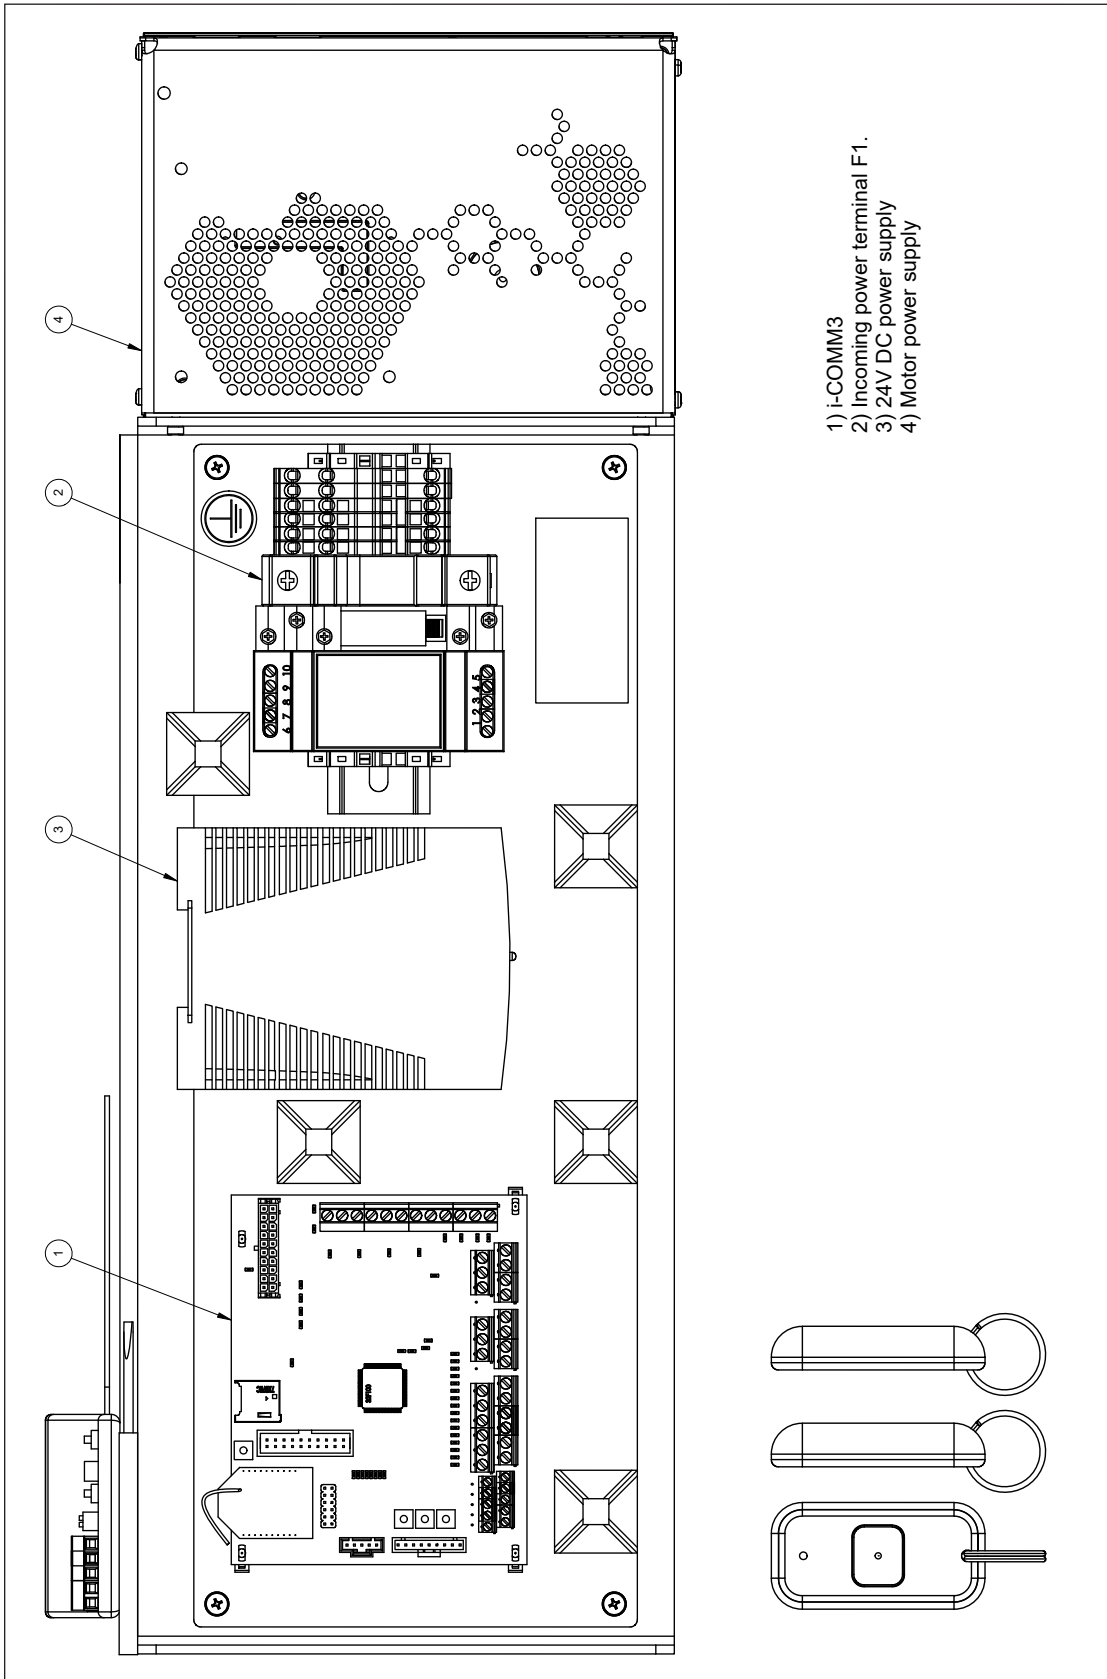 4
2
3
1
1) i-COMM3
2) Incoming power terminal F1.
3) 24V DC power supply
4) Motor power supply
6 7 8 9 10
1 2 3 4 5